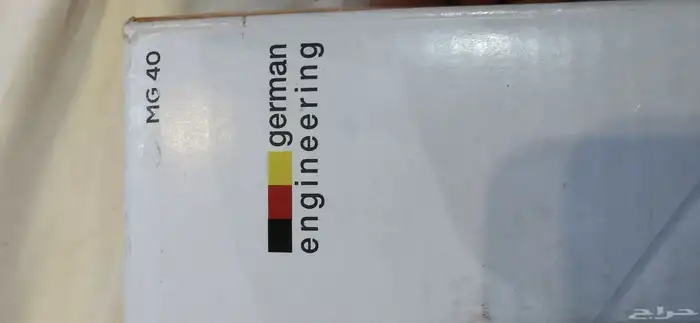 MG 40
german
engineering
حراج